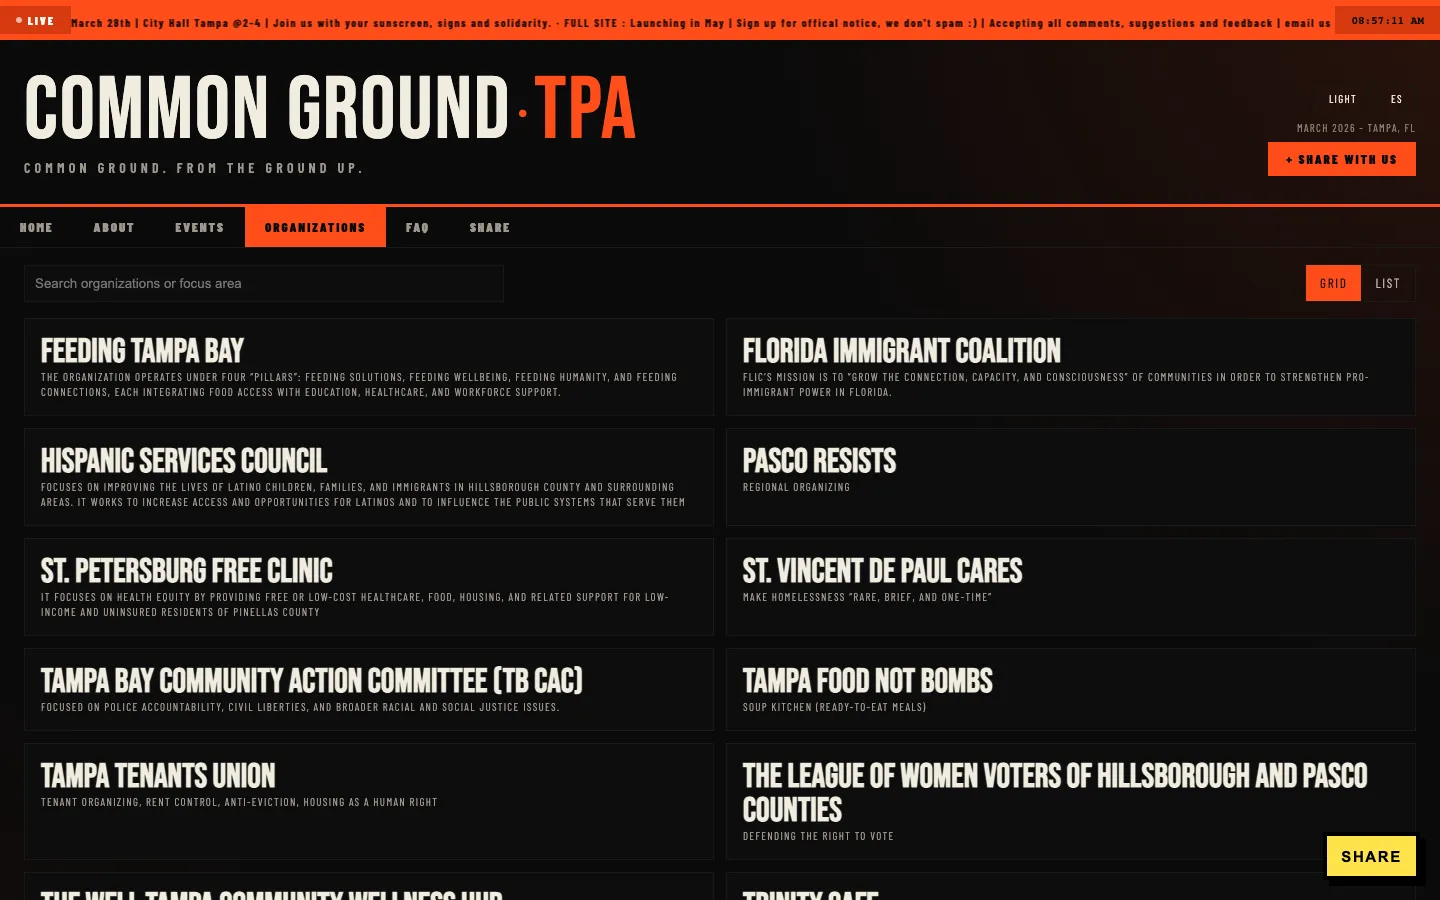 LIVE
March 28th | City Hall Tampa @2-4 | Join us with your sunscreen, signs and solidarity. · FULL SITE : Launching in May | Sign up for offical notice, we don't spam :) | Accepting all comments, suggestions and feedback | email us
08:57:11 AM
COMMON GROUND·TPA
COMMON GROUND. FROM THE GROUND UP.
LIGHT ES
MARCH 2026 - TAMPA, FL
+ SHARE WITH US
HOME ABOUT EVENTS ORGANIZATIONS FAQ SHARE
Search organizations or focus area
GRID LIST
FEEDING TAMPA BAY
THE ORGANIZATION OPERATES UNDER FOUR "PILLARS": FEEDING SOLUTIONS, FEEDING WELLBEING, FEEDING HUMANITY, AND FEEDING
CONNECTIONS, EACH INTEGRATING FOOD ACCESS WITH EDUCATION, HEALTHCARE, AND WORKFORCE SUPPORT.
FLORIDA IMMIGRANT COALITION
FLIC'S MISSION IS TO "GROW THE CONNECTION, CAPACITY, AND CONSCIOUSNESS" OF COMMUNITIES IN ORDER TO STRENGTHEN PRO-
IMMIGRANT POWER IN FLORIDA.
HISPANIC SERVICES COUNCIL
FOCUSES ON IMPROVING THE LIVES OF LATINO CHILDREN, FAMILIES, AND IMMIGRANTS IN HILLSBOROUGH COUNTY AND SURROUNDING
AREAS. IT WORKS TO INCREASE ACCESS AND OPPORTUNITIES FOR LATINOS AND TO INFLUENCE THE PUBLIC SYSTEMS THAT SERVE THEM
PASCO RESISTS
REGIONAL ORGANIZING
ST. PETERSBURG FREE CLINIC
IT FOCUSES ON HEALTH EQUITY BY PROVIDING FREE OR LOW-COST HEALTHCARE, FOOD, HOUSING, AND RELATED SUPPORT FOR LOW-
INCOME AND UNINSURED RESIDENTS OF PINELLAS COUNTY
ST. VINCENT DE PAUL CARES
MAKE HOMELESSNESS "RARE, BRIEF, AND ONE-TIME"
TAMPA BAY COMMUNITY ACTION COMMITTEE (TB CAC)
FOCUSED ON POLICE ACCOUNTABILITY, CIVIL LIBERTIES, AND BROADER RACIAL AND SOCIAL JUSTICE ISSUES.
TAMPA FOOD NOT BOMBS
SOUP KITCHEN (READY-TO-EAT MEALS)
TAMPA TENANTS UNION
TENANT ORGANIZING, RENT CONTROL, ANTI-EVICTION, HOUSING AS A HUMAN RIGHT
THE LEAGUE OF WOMEN VOTERS OF HILLSBOROUGH AND PASCO
COUNTIES
DEFENDING THE RIGHT TO VOTE
THE WELL TAMPA COMMUNITY WELLNESS HUB
TRINITY CAFE
SHARE